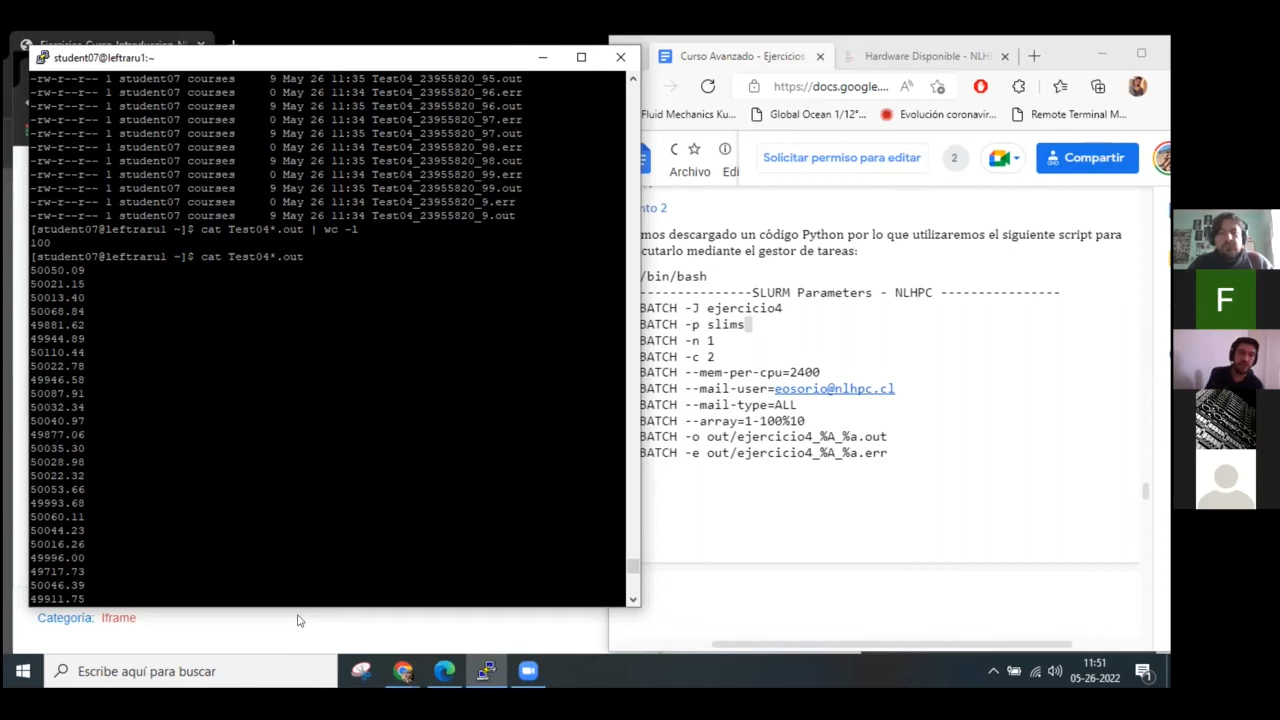 Ejercicios Curso Introduccion NL
student07@leftraru1:~
-rw-r--r-- 1 student07 courses 9 May 26 11:35 Test04_23955820_95.out
-rw-r--r-- 1 student07 courses 0 May 26 11:34 Test04_23955820_96.err
-rw-r--r-- 1 student07 courses 9 May 26 11:35 Test04_23955820_96.out
-rw-r--r-- 1 student07 courses 0 May 26 11:34 Test04_23955820_97.err
-rw-r--r-- 1 student07 courses 9 May 26 11:35 Test04_23955820_97.out
-rw-r--r-- 1 student07 courses 0 May 26 11:34 Test04_23955820_98.err
-rw-r--r-- 1 student07 courses 9 May 26 11:35 Test04_23955820_98.out
-rw-r--r-- 1 student07 courses 0 May 26 11:34 Test04_23955820_99.err
-rw-r--r-- 1 student07 courses 9 May 26 11:35 Test04_23955820_99.out
-rw-r--r-- 1 student07 courses 0 May 26 11:34 Test04_23955820_9.err
-rw-r--r-- 1 student07 courses 9 May 26 11:34 Test04_23955820_9.out
[student07@leftraru1 ~]$ cat Test04*.out | wc -l
100
[student07@leftraru1 ~]$ cat Test04*.out
50050.09
50021.15
50013.40
50068.84
49881.62
49944.89
50110.44
50022.78
49946.58
50087.91
50032.34
50040.97
49877.06
50035.30
50028.98
50022.32
50053.66
49993.68
50060.11
50044.23
50016.26
49996.00
49717.73
50046.39
49911.75
Categoría: Iframe
Curso Avanzado - Ejercicios
Hardware Disponible - NLH
https://docs.google....
Fluid Mechanics Ku...
Global Ocean 1/12°...
Evolución coronavir...
Remote Terminal M...
Archivo Edi
Solicitar permiso para editar
2
Compartir
nto 2
mos descargado un código Python por lo que utilizaremos el siguiente script para
cutarlo mediante el gestor de tareas:
/bin/bash
---------------SLURM Parameters - NLHPC ----------------
BATCH -J ejercicio4
BATCH -p slims
BATCH -n 1
BATCH -c 2
BATCH --mem-per-cpu=2400
BATCH --mail-user=eosorio@nlhpc.cl
BATCH --mail-type=ALL
BATCH --array=1-100%10
BATCH -o out/ejercicio4_%A_%a.out
BATCH -e out/ejercicio4_%A_%a.err
F
Escribe aquí para buscar
11:51
05-26-2022
1